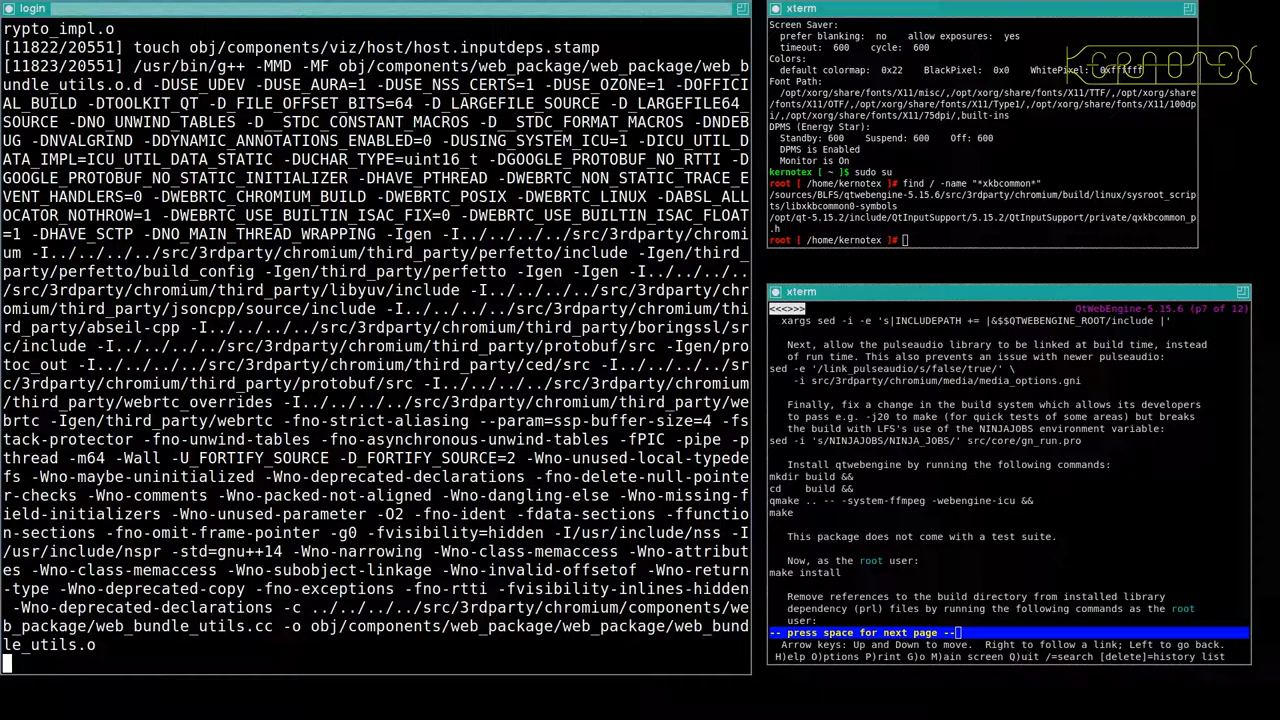 login
rypto_impl.o
[11822/20551] touch obj/components/viz/host/host.inputdeps.stamp
[11823/20551] /usr/bin/g++ -MMD -MF obj/components/web_package/web_package/web_b
undle_utils.o.d -DUSE_UDEV -DUSE_AURA=1 -DUSE_NSS_CERTS=1 -DUSE_OZONE=1 -DOFFICI
AL_BUILD -DTOOLKIT_QT -D_FILE_OFFSET_BITS=64 -D_LARGEFILE_SOURCE -D_LARGEFILE64_
SOURCE -DNO_UNWIND_TABLES -D__STDC_CONSTANT_MACROS -D__STDC_FORMAT_MACROS -DNDEB
UG -DNVALGRIND -DDYNAMIC_ANNOTATIONS_ENABLED=0 -DUSING_SYSTEM_ICU=1 -DICU_UTIL_D
ATA_IMPL=ICU_UTIL_DATA_STATIC -DUCHAR_TYPE=uint16_t -DGOOGLE_PROTOBUF_NO_RTTI -D
GOOGLE_PROTOBUF_NO_STATIC_INITIALIZER -DHAVE_PTHREAD -DWEBRTC_NON_STATIC_TRACE_E
VENT_HANDLERS=0 -DWEBRTC_CHROMIUM_BUILD -DWEBRTC_POSIX -DWEBRTC_LINUX -DABSL_ALL
OCATOR_NOTHROW=1 -DWEBRTC_USE_BUILTIN_ISAC_FIX=0 -DWEBRTC_USE_BUILTIN_ISAC_FLOAT
=1 -DHAVE_SCTP -DNO_MAIN_THREAD_WRAPPING -Igen -I../../../../src/3rdparty/chromi
um -I../../../../src/3rdparty/chromium/third_party/perfetto/include -Igen/third_
party/perfetto/build_config -Igen/third_party/perfetto -Igen -Igen -I../../../..
/src/3rdparty/chromium/third_party/libyuv/include -I../../../../src/3rdparty/chr
omium/third_party/jsoncpp/source/include -I../../../../src/3rdparty/chromium/thi
rd_party/abseil-cpp -I../../../../src/3rdparty/chromium/third_party/boringssl/sr
c/include -I../../../../src/3rdparty/chromium/third_party/protobuf/src -Igen/pro
toc_out -I../../../../src/3rdparty/chromium/third_party/ced/src -I../../../../sr
c/3rdparty/chromium/third_party/protobuf/src -I../../../../src/3rdparty/chromium
/third_party/webrtc_overrides -I../../../../src/3rdparty/chromium/third_party/we
brtc -Igen/third_party/webrtc -fno-strict-aliasing --param=ssp-buffer-size=4 -fs
tack-protector -fno-unwind-tables -fno-asynchronous-unwind-tables -fPIC -pipe -p
thread -m64 -Wall -U_FORTIFY_SOURCE -D_FORTIFY_SOURCE=2 -Wno-unused-local-typede
fs -Wno-maybe-uninitialized -Wno-deprecated-declarations -fno-delete-null-pointe
r-checks -Wno-comments -Wno-packed-not-aligned -Wno-dangling-else -Wno-missing-f
ield-initializers -Wno-unused-parameter -O2 -fno-ident -fdata-sections -ffunctio
n-sections -fno-omit-frame-pointer -g0 -fvisibility=hidden -I/usr/include/nss -I
/usr/include/nspr -std=gnu++14 -Wno-narrowing -Wno-class-memaccess -Wno-attribut
es -Wno-class-memaccess -Wno-subobject-linkage -Wno-invalid-offsetof -Wno-return
-type -Wno-deprecated-copy -fno-exceptions -fno-rtti -fvisibility-inlines-hidden
 -Wno-deprecated-declarations -c ../../../../src/3rdparty/chromium/components/we
b_package/web_bundle_utils.cc -o obj/components/web_package/web_package/web_bund
le_utils.o
xterm
Screen Saver:
  prefer blanking:  no    allow exposures:  yes
  timeout:  600    cycle:  600
Colors:
  default colormap:  0x22    BlackPixel:  0x0    WhitePixel:  0xffffff
Font Path:
  /opt/xorg/share/fonts/X11/misc/,/opt/xorg/share/fonts/X11/TTF/,/opt/xorg/share
/fonts/X11/OTF/,/opt/xorg/share/fonts/X11/Type1/,/opt/xorg/share/fonts/X11/100dp
i/,/opt/xorg/share/fonts/X11/75dpi/,built-ins
DPMS (Energy Star):
  Standby: 600    Suspend: 600    Off: 600
  DPMS is Enabled
  Monitor is On
kernotex [ ~ ]$ sudo su
root [ /home/kernotex ]# find / -name "*xkbcommon*"
/sources/BLFS/qtwebengine-5.15.6/src/3rdparty/chromium/build/linux/sysroot_scrip
ts/libxkbcommon0-symbols
/opt/qt-5.15.2/include/QtInputSupport/5.15.2/QtInputSupport/private/qxkbcommon_p
.h
root [ /home/kernotex ]#
KERNOTEX
xterm
<<<>>> QtWebEngine-5.15.6 (p7 of 12)
xargs sed -i -e 's|INCLUDEPATH += |&$$QTWEBENGINE_ROOT/include |'
Next, allow the pulseaudio library to be linked at build time, instead
of run time. This also prevents an issue with newer pulseaudio:
sed -e '/link_pulseaudio/s/false/true/' \
-i src/3rdparty/chromium/media/media_options.gni
Finally, fix a change in the build system which allows its developers
to pass e.g. -j20 to make (for quick tests of some areas) but breaks
the build with LFS's use of the NINJAJOBS environment variable:
sed -i 's/NINJAJOBS/NINJA_JOBS/' src/core/gn_run.pro
Install qtwebengine by running the following commands:
mkdir build &&
cd    build &&
qmake .. -- -system-ffmpeg -webengine-icu &&
make
This package does not come with a test suite.
Now, as the root user:
make install
Remove references to the build directory from installed library
dependency (prl) files by running the following commands as the root
user:
-- press space for next page --
Arrow keys: Up and Down to move.  Right to follow a link; Left to go back.
H)elp O)ptions P)rint G)o M)ain screen Q)uit /=search [delete]=history list